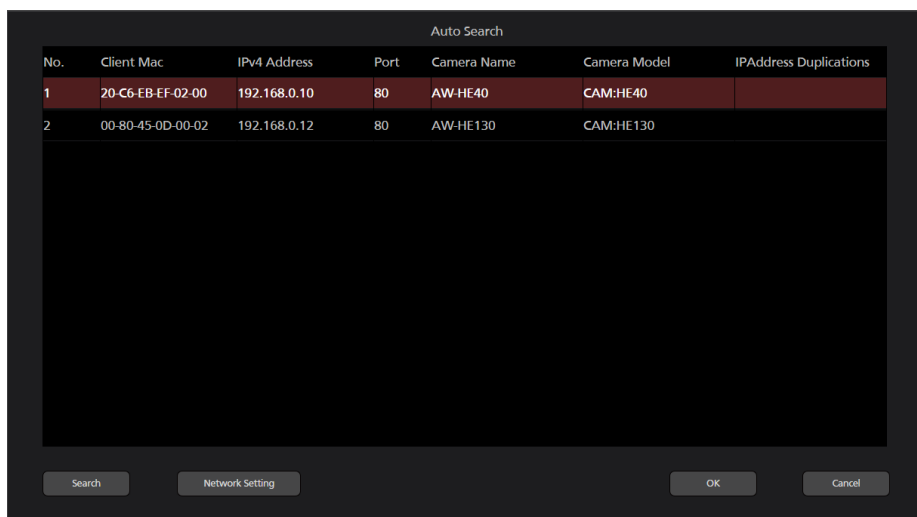 Auto Search
No. Client Mac IPv4 Address Port Camera Name Camera Model IPAddress Duplications
1 20-C6-EB-EF-02-00 192.168.0.10 80 AW-HE40 CAM:HE40
2 00-80-45-0D-00-02 192.168.0.12 80 AW-HE130 CAM:HE130
Search Network Setting OK Cancel